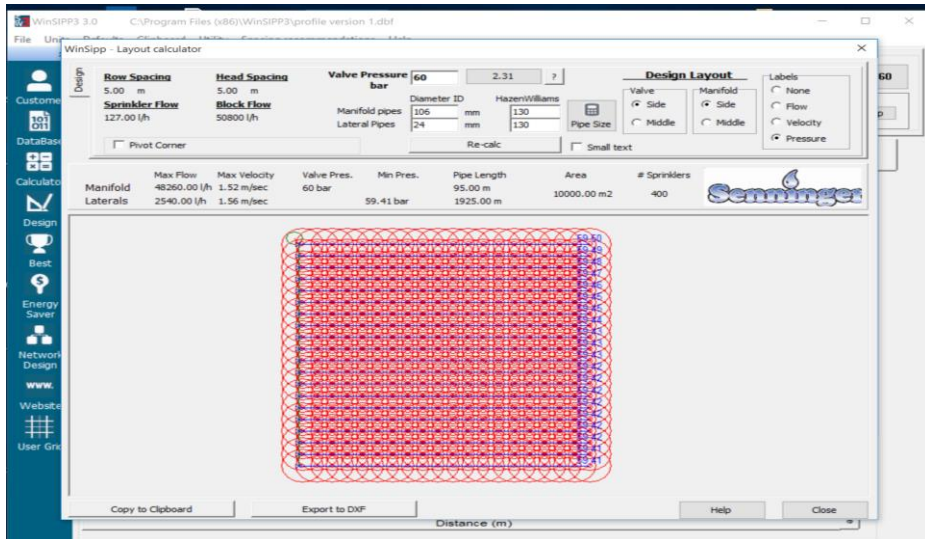 WinSIPP3 3.0 C:\Program Files (x86)\WinSIPP3\profile version 1.dbf
File
WinSipp - Layout calculator
Design
Row Spacing Head Spacing Valve Pressure 60 2.31 ? Design Layout Labels
5.00 m 5.00 m bar
Sprinkler Flow Block Flow Diameter ID HazenWilliams Valve Manifold None
127.00 l/h 50800 l/h Manifold pipes 106 mm 130 Side Side Flow
Lateral Pipes 24 mm 130 Pipe Size Middle Middle Velocity
Pivot Corner Re-calc Small text Pressure
Max Flow Max Velocity Valve Pres. Min Pres. Pipe Length Area # Sprinklers
Manifold 48260.00 l/h 1.52 m/sec 60 bar 95.00 m 10000.00 m2 400
Laterals 2540.00 l/h 1.56 m/sec 59.41 bar 1925.00 m
Senninger
60
Custome
DataBase
Calculato
Design
Best
Energy
Saver
Network
Design
www.
Website
User Gri
Copy to Clipboard Export to DXF Help Close
Distance (m)